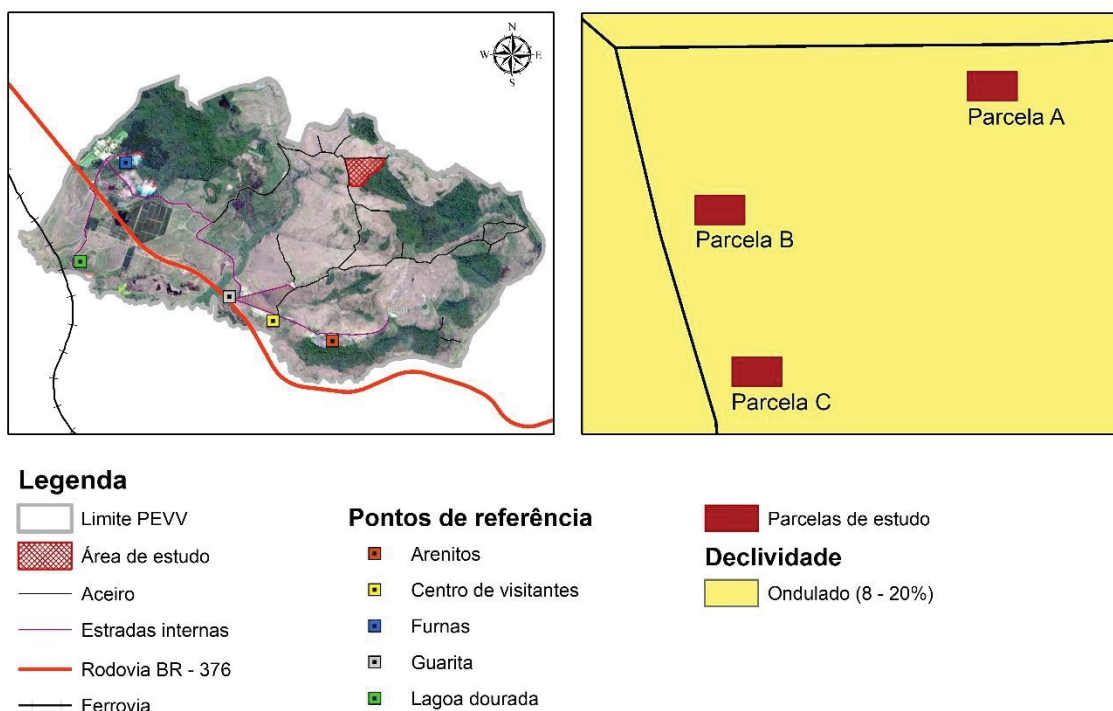 N
W E
S
Parcela A
Parcela B
Parcela C
Legenda
Limite PEVV
Área de estudo
Aceiro
Estradas internas
Rodovia BR - 376
Ferrovia
Pontos de referência
Arenitos
Centro de visitantes
Furnas
Guarita
Lagoa dourada
Parcelas de estudo
Declividade
Ondulado (8 - 20%)